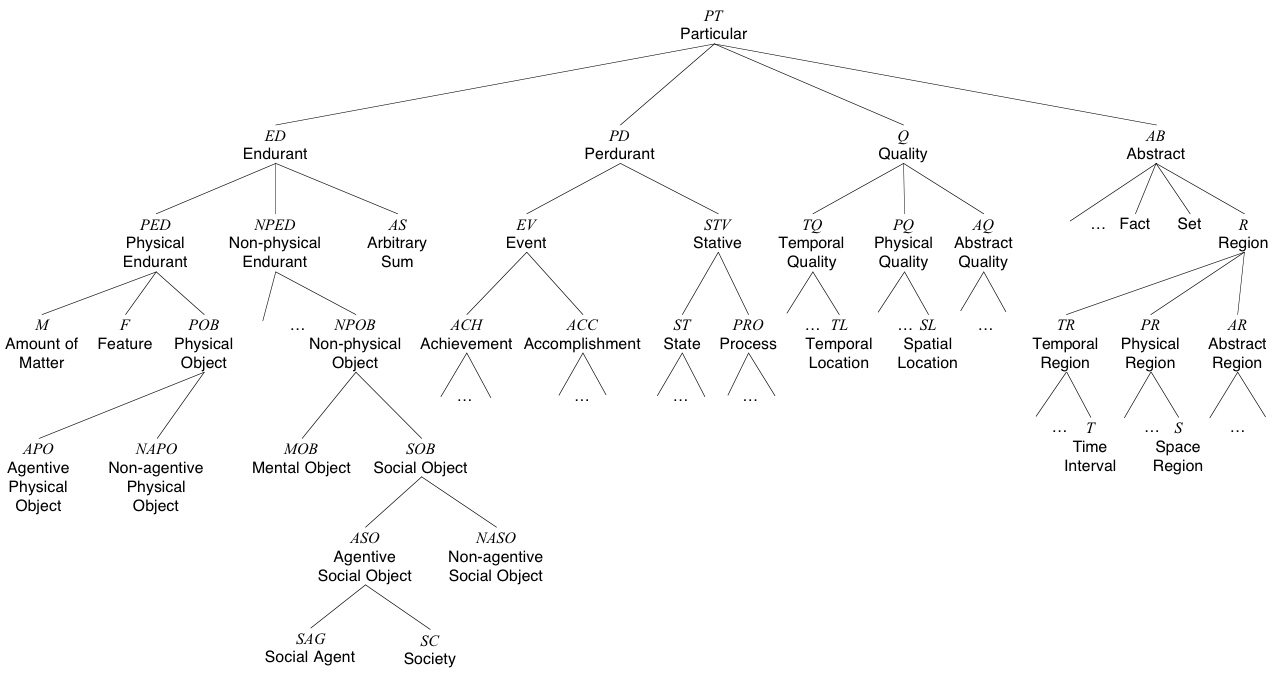 PT
Particular
ED PD Q AB
Endurant Perdurant Quality Abstract
PED NPED AS EV STV TQ PQ AQ … Fact Set R
Physical Non-physical Arbitrary Event Stative Temporal Physical Abstract Region
Endurant Endurant Sum Quality Quality Quality
M F POB … NPOB ACH ACC ST PRO … TL … SL … TR PR AR
Amount of Feature Physical Non-physical Achievement Accomplishment State Process Temporal Spatial Temporal Physical Abstract
Matter Object Object Location Location Region Region Region
… … … … … T … S …
Time Space
Interval Region
APO NAPO MOB SOB
Agentive Non-agentive Mental Object Social Object
Physical Physical
Object Object
ASO NASO
Agentive Non-agentive
Social Object Social Object
SAG SC
Social Agent Society